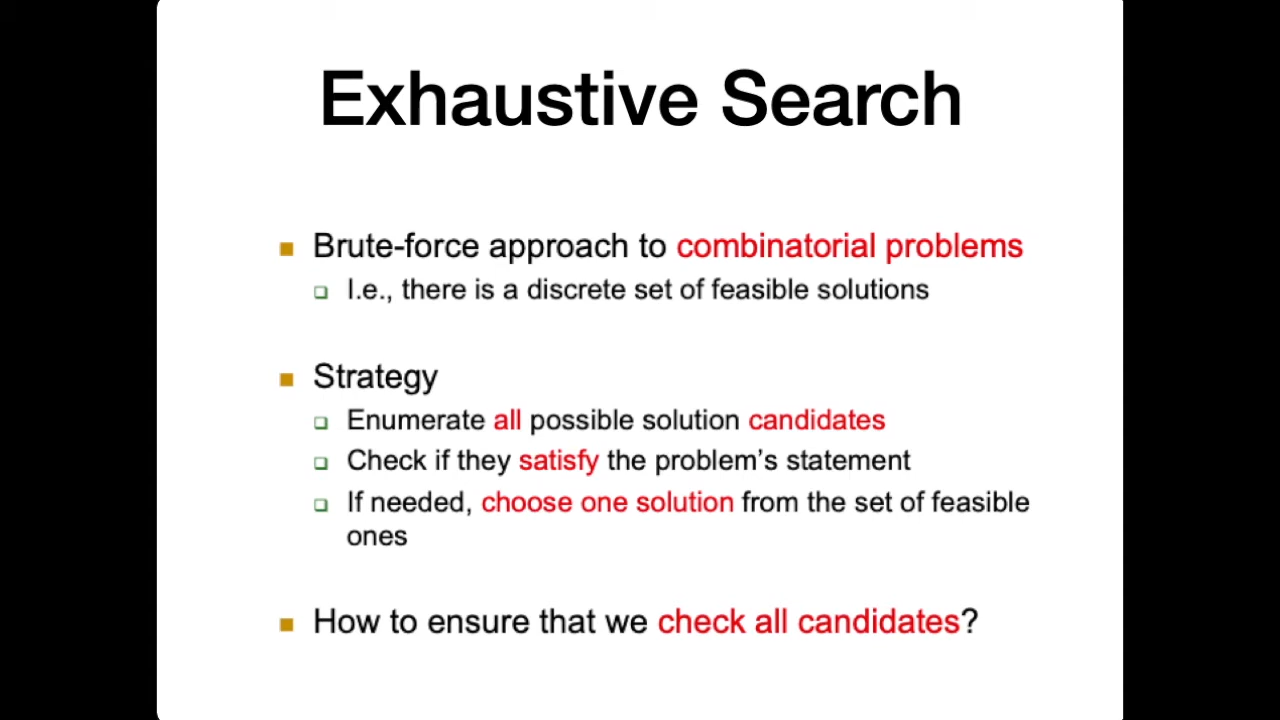 Exhaustive Search
Brute-force approach to combinatorial problems
I.e., there is a discrete set of feasible solutions
Strategy
Enumerate all possible solution candidates
Check if they satisfy the problem's statement
If needed, choose one solution from the set of feasible
ones
How to ensure that we check all candidates?